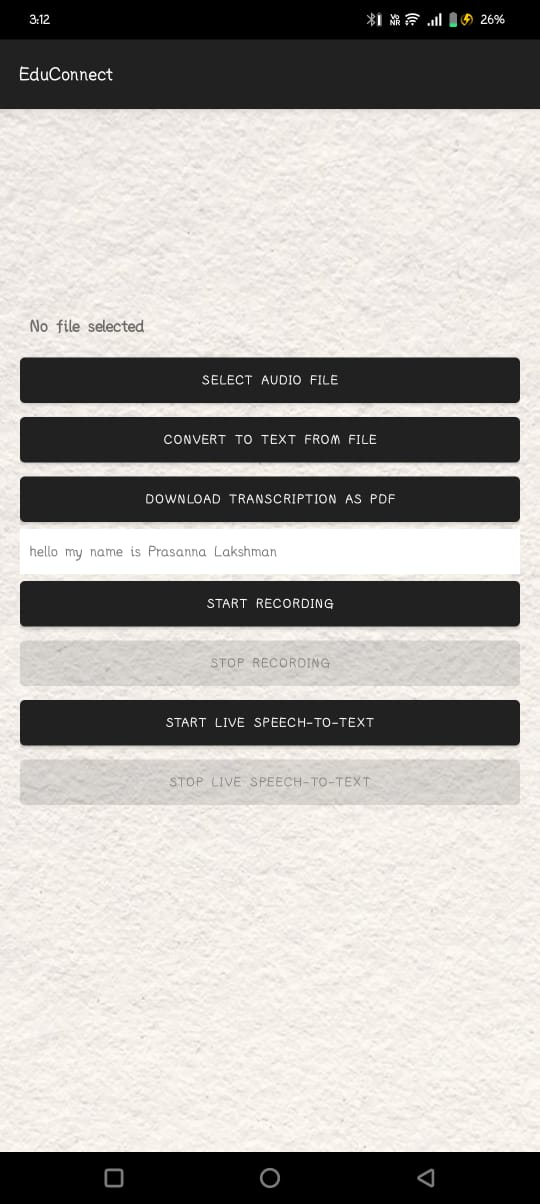 3:12
Vo
NR
26%
EduConnect
No file selected
SELECT AUDIO FILE
CONVERT TO TEXT FROM FILE
DOWNLOAD TRANSCRIPTION AS PDF
hello my name is Prasanna Lakshman
START RECORDING
STOP RECORDING
START LIVE SPEECH-TO-TEXT
STOP LIVE SPEECH-TO-TEXT